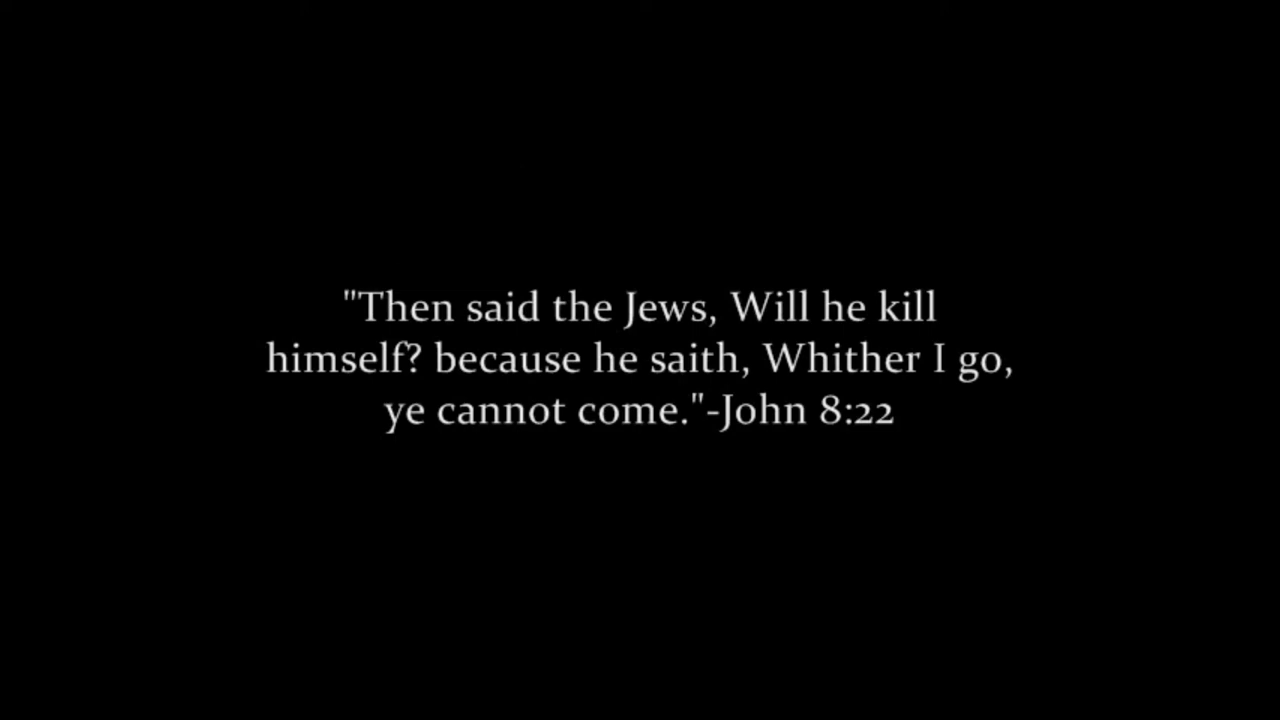 "Then said the Jews, Will he kill
himself? because he saith, Whither I go,
ye cannot come."-John 8:22